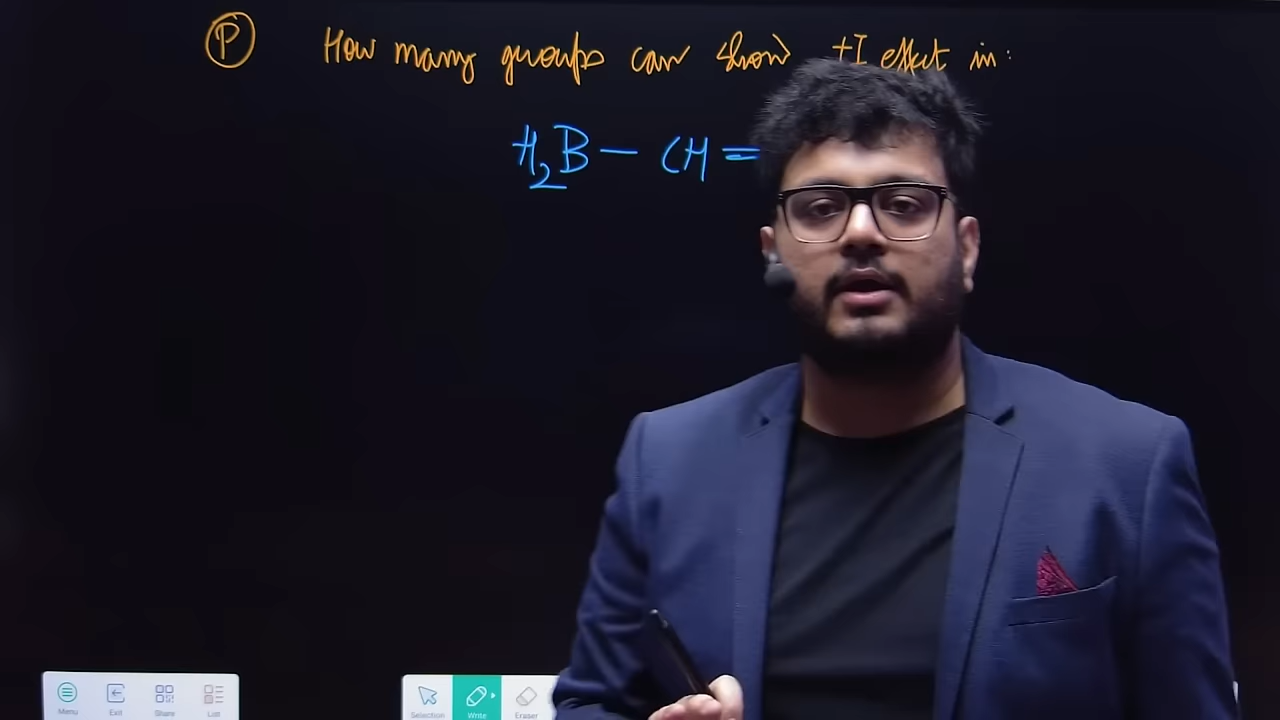 P How many groups can show +I effect in:
H2B — CH =
Menu Exit Share List Selection Write Eraser